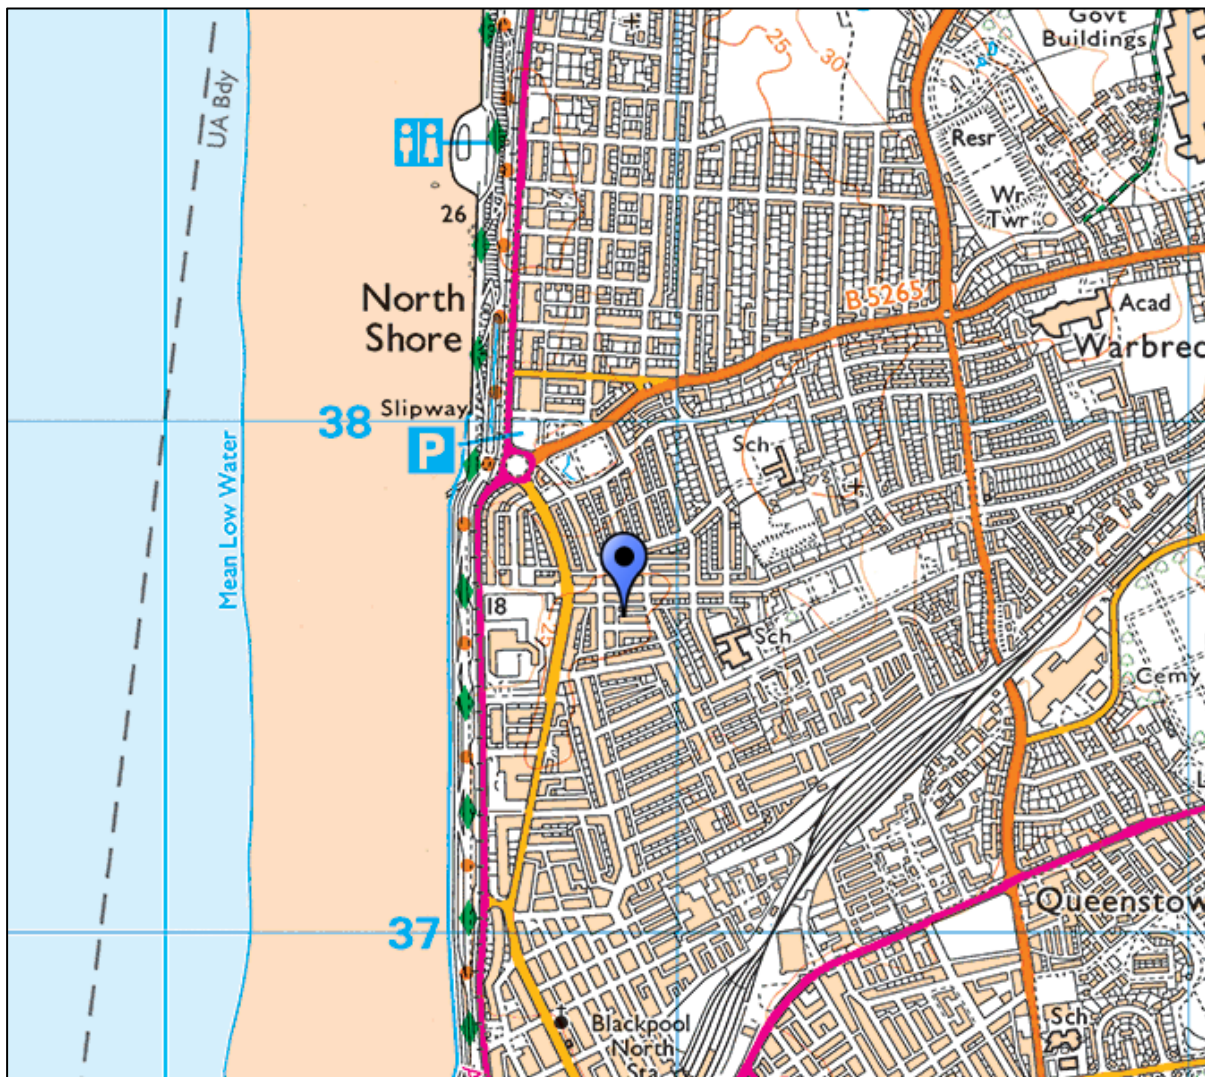 Govt
Buildings
25
30
UA Bdy
Resr
Wr
Twr
26
North
Shore
B 5265
Acad
Warbrec
Slipway
38
P
Sch
Mean Low Water
18
Sch
Cemy
37
Queenstow
Blackpool
North
Sta
Sch